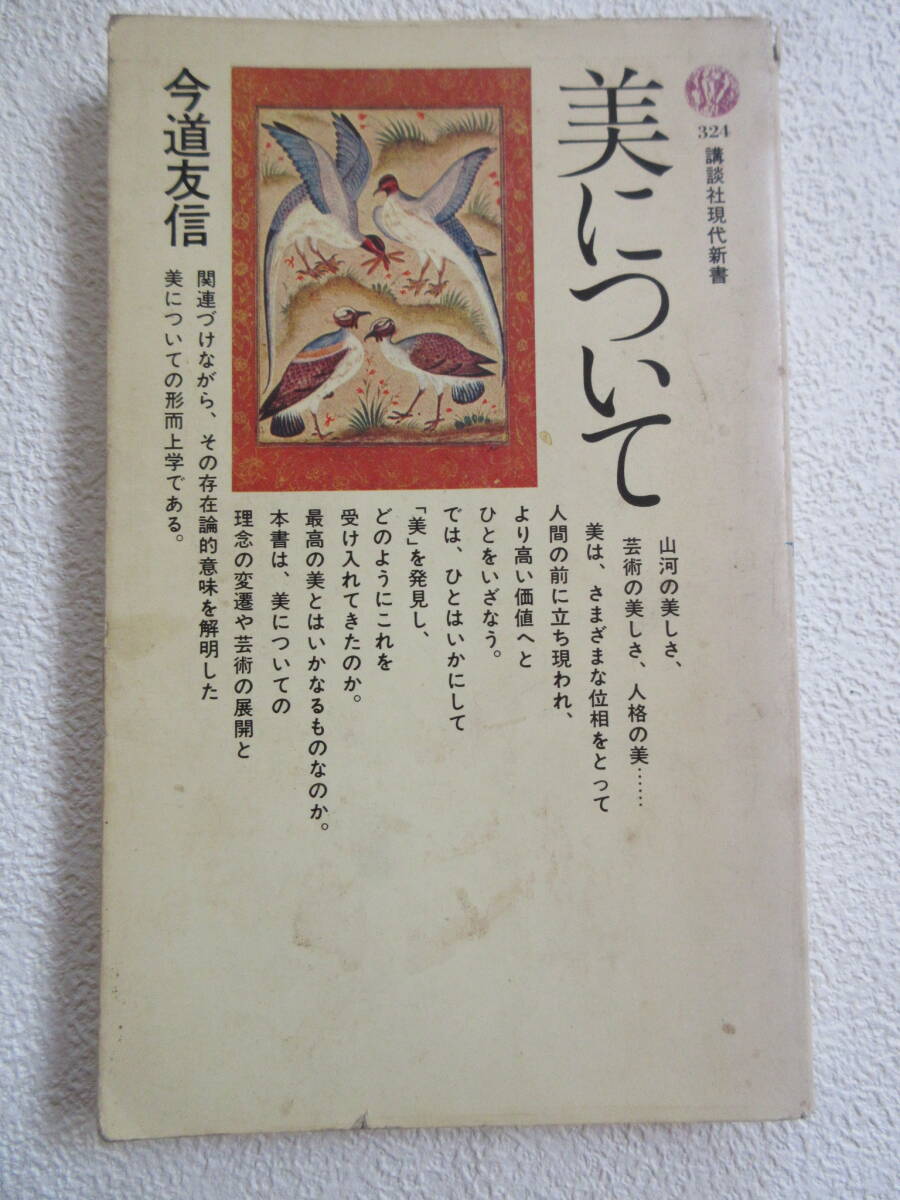 324
講談社現代新書
美について
今道友信
山河の美しさ、
芸術の美しさ、人格の美……
美は、さまざまな位相をとって
人間の前に立ち現われ、
より高い価値へと
ひとをいざなう。
では、ひとはいかにして
「美」を発見し、
どのようにこれを
受け入れてきたのか。
最高の美とはいかなるものなのか。
本書は、美についての
理念の変遷や芸術の展開と
関連づけながら、その存在論的意味を解明した
美についての形而上学である。